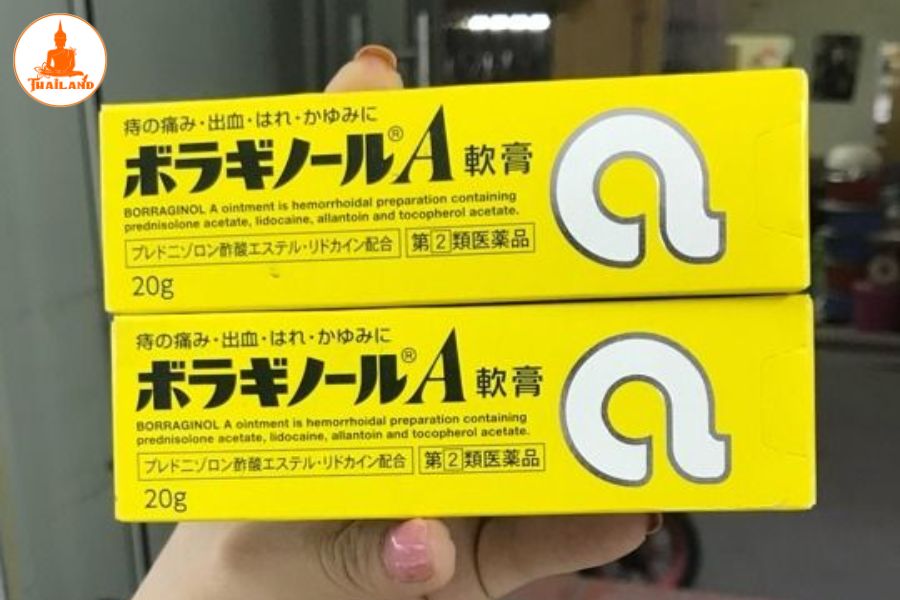 THAILAND
痔の痛み・出血・はれ・かゆみに
ボラギノール®A 軟膏
BORRAGINOL A ointment is hemorrhoidal preparation containing
prednisolone acetate, lidocaine, allantoin and tocopherol acetate.
プレドニゾロン酢酸エステル・リドカイン配合 第②類医薬品
20g
a
痔の痛み・出血・はれ・かゆみに
ボラギノール®A 軟膏
BORRAGINOL A ointment is hemorrhoidal preparation containing
prednisolone acetate, lidocaine, allantoin and tocopherol acetate.
プレドニゾロン酢酸エステル・リドカイン配合 第②類医薬品
20g
a